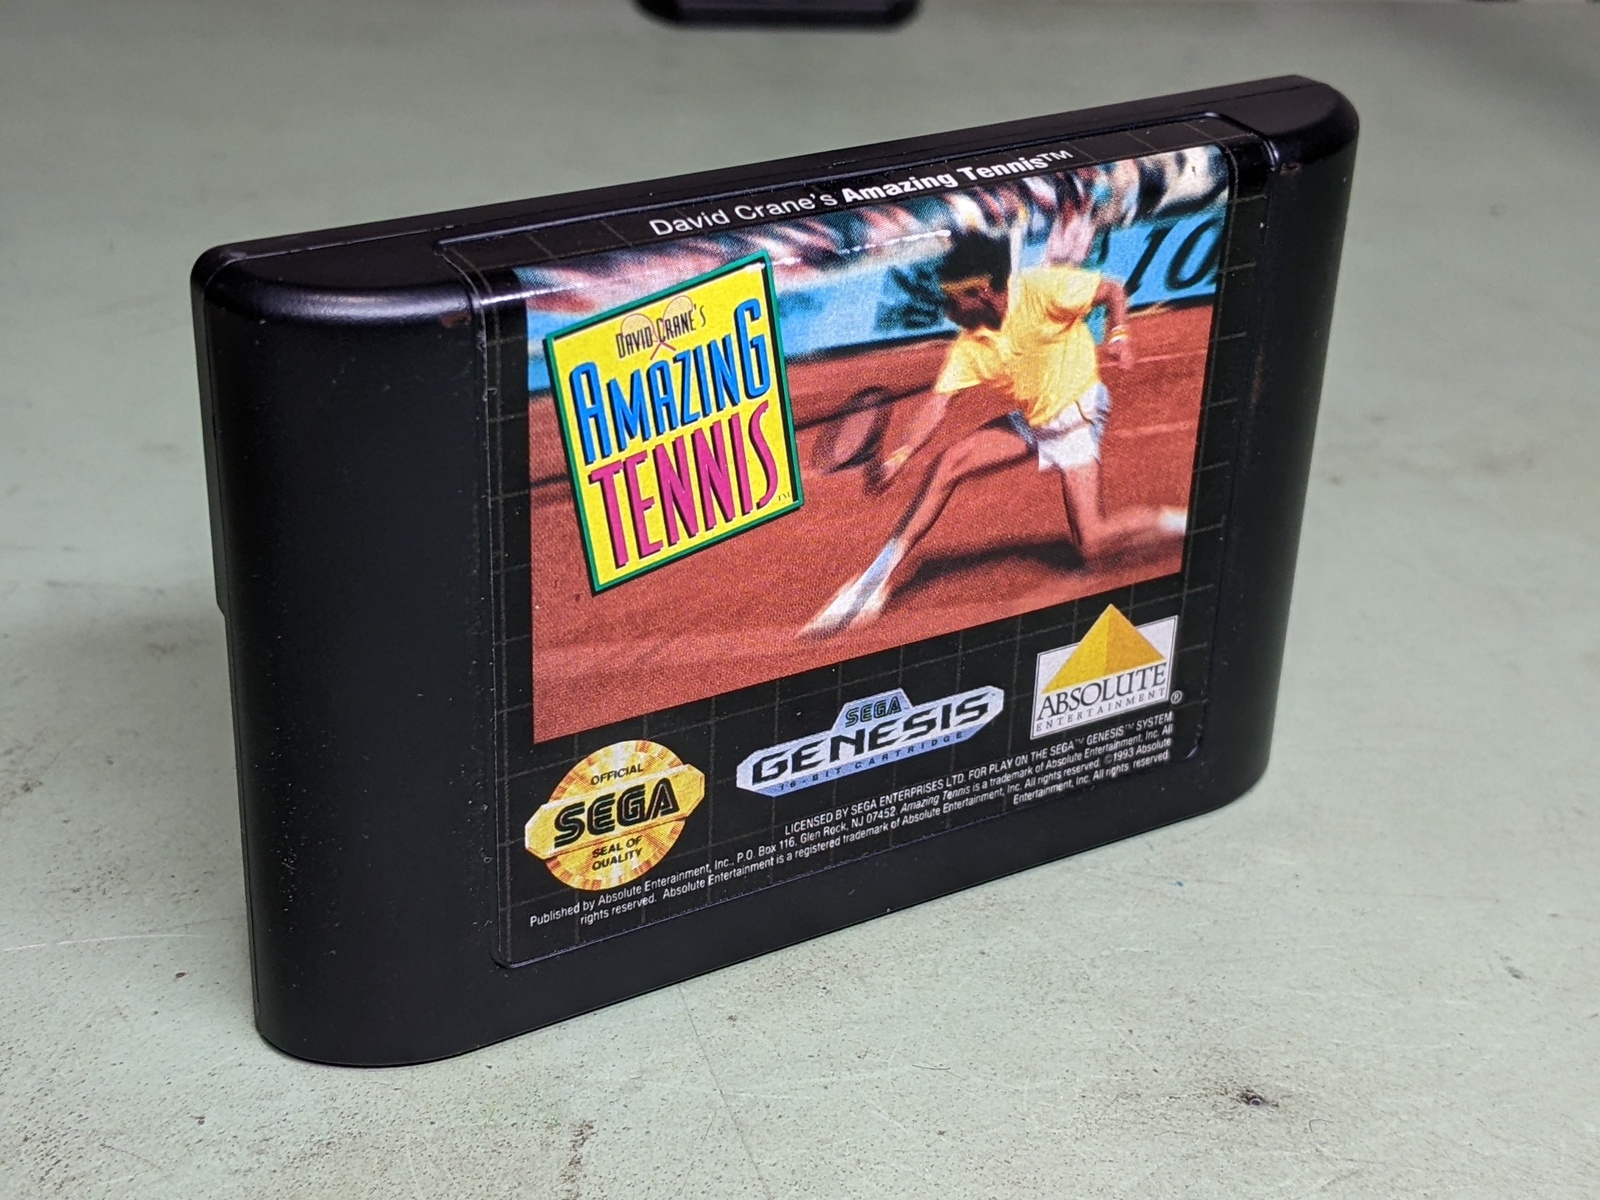 David Crane's Amazing Tennis™
DAVID CRANE'S
AMAZING
TENNIS
TM
ABSOLUTE
ENTERTAINMENT®
SEGA
GENESIS
16-BIT CARTRIDGE
OFFICIAL
SEGA
SEAL OF
QUALITY
LICENSED BY SEGA ENTERPRISES LTD. FOR PLAY ON THE SEGA™ GENESIS™ SYSTEM.
Published by Absolute Enterainment, Inc., P.O. Box 116, Glen Rock, NJ 07452. Amazing Tennis is a trademark of Absolute Entertainment, Inc. All
rights reserved. Absolute Entertainment is a registered trademark of Absolute Entertainment, Inc. All rights reserved. ©1993 Absolute
Entertainment, Inc. All rights reserved.